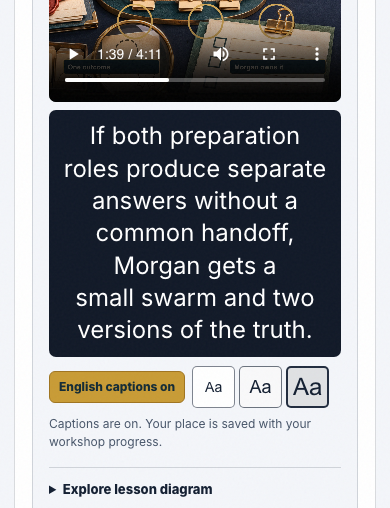 1:39 / 4:11
One outcome
Morgan owns it
If both preparation
roles produce separate
answers without a
common handoff,
Morgan gets a
small swarm and two
versions of the truth.
English captions on
Aa
Aa
Aa
Captions are on. Your place is saved with your
workshop progress.
Explore lesson diagram